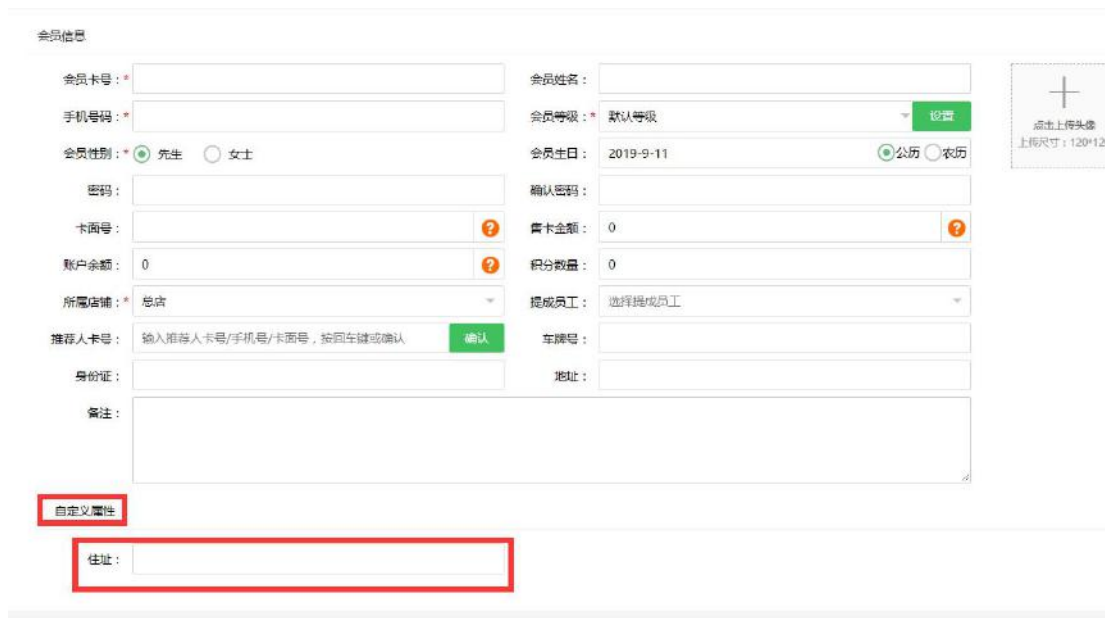 会员信息
会员卡号：* 会员姓名：
手机号码：* 会员等级：* 默认等级 设置
点击上传头像
上传尺寸：120*12
会员性别：* 先生 女士 会员生日： 2019-9-11 公历 农历
密码： 确认密码：
卡面号： ? 售卡金额： 0 ?
账户余额： 0 ? 积分数量： 0
所属店铺：* 总店 提成员工： 选择提成员工
推荐人卡号： 输入推荐人卡号/手机号/卡面号，按回车键或确认 确认 车牌号：
身份证： 地址：
备注：
自定义属性
住址：